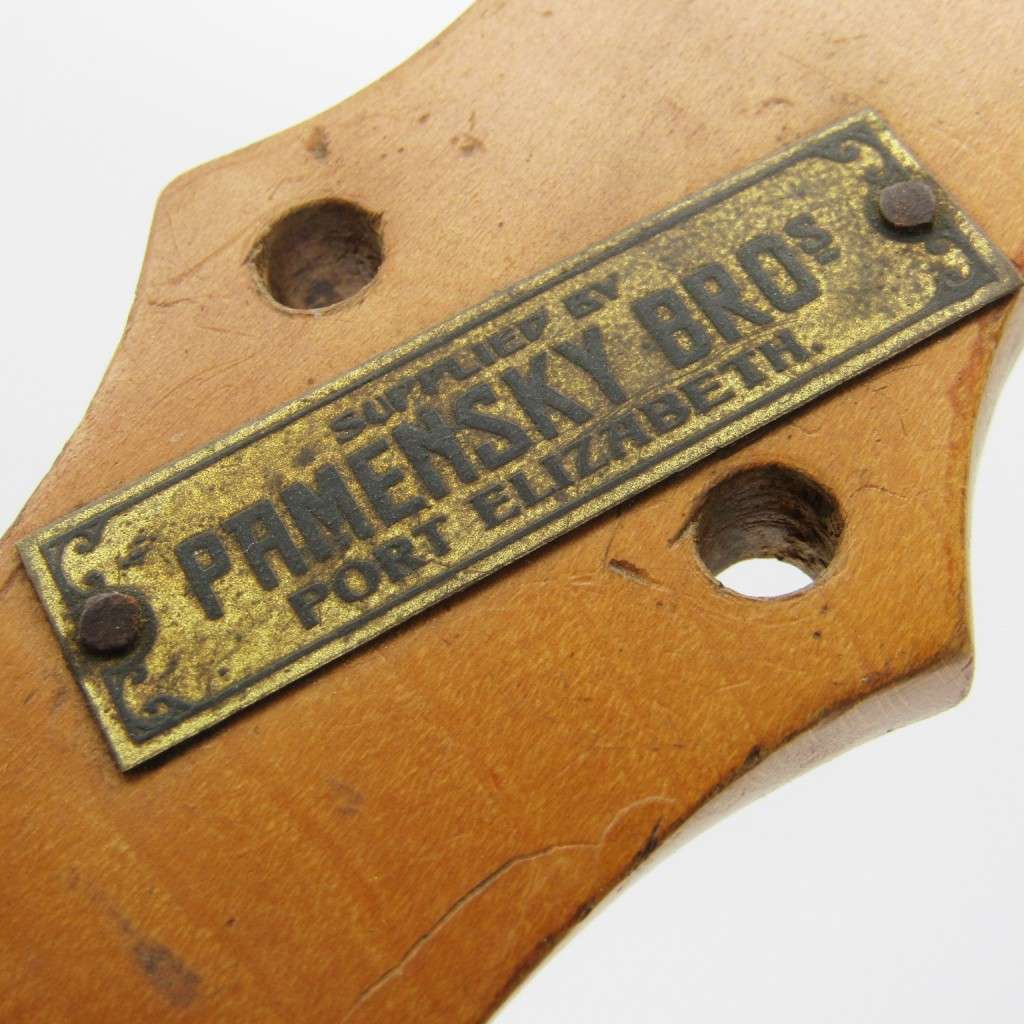 SUPPLIED BY
PAMENSKY BROS
PORT ELIZABETH.